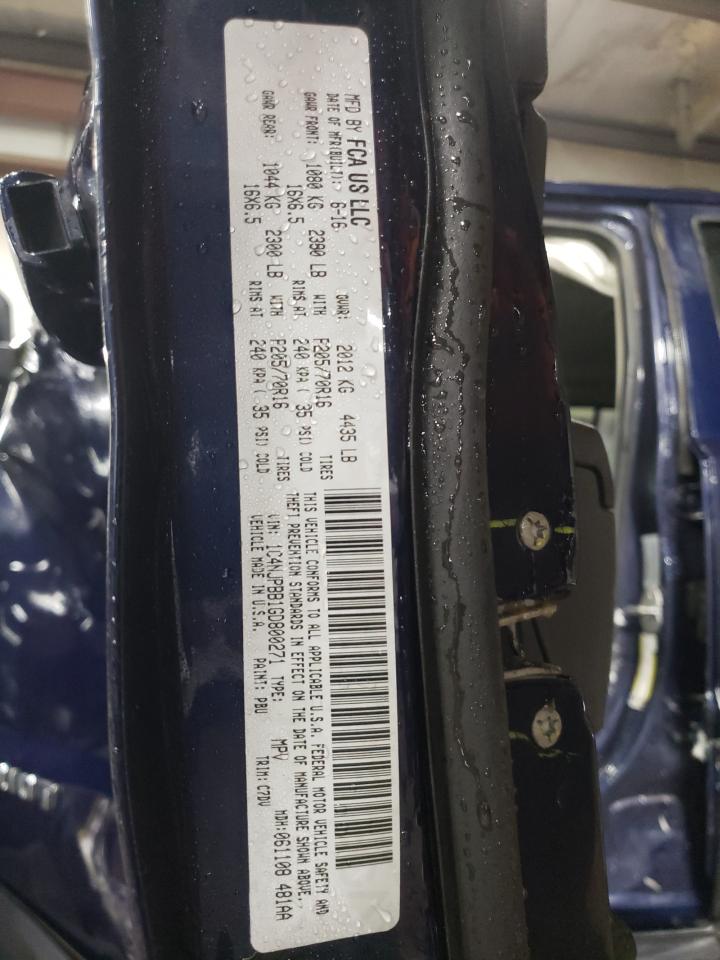 MFD BY FCA US LLC
DATE OF MFR(BUILT): 6-16 GVWR: 2012 KG 4435 LB
GAWR FRONT: 1080 KG 2380 LB WITH P205/70R16 TIRES
16X6.5 RIMS AT 240 KPA( 35 PSI) COLD
GAWR REAR: 1044 KG 2300 LB WITH P205/70R16 TIRES
16X6.5 RIMS AT 240 KPA( 35 PSI) COLD
THIS VEHICLE CONFORMS TO ALL APPLICABLE U.S.A. FEDERAL MOTOR VEHICLE SAFETY AND
THEFT PREVENTION STANDARDS IN EFFECT ON THE DATE OF MANUFACTURE SHOWN ABOVE.
VIN: 1C4NJPBB1GD800271 TYPE: MPV MDH:061108 481AA
VEHICLE MADE IN U.S.A. PAINT: PBU TRIM: C7DV